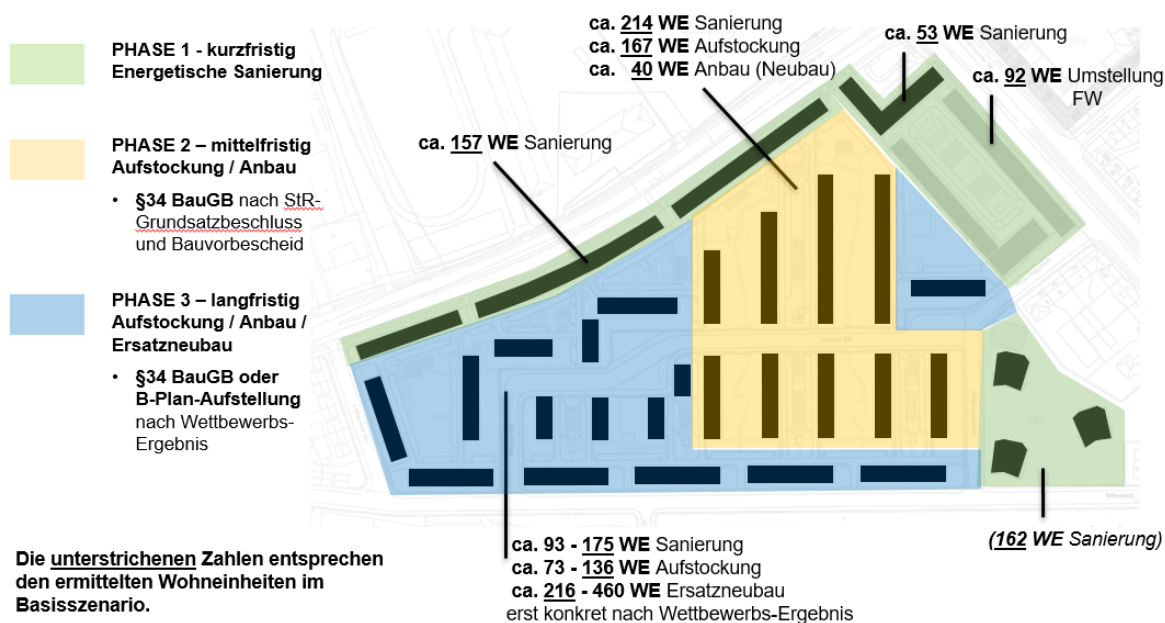 PHASE 1 - kurzfristig
Energetische Sanierung
PHASE 2 – mittelfristig
Aufstockung / Anbau
• §34 BauGB nach StR-
Grundsatzbeschluss
und Bauvorbescheid
PHASE 3 – langfristig
Aufstockung / Anbau /
Ersatzneubau
• §34 BauGB oder
B-Plan-Aufstellung
nach Wettbewerbs-
Ergebnis
Die unterstrichenen Zahlen entsprechen
den ermittelten Wohneinheiten im
Basisszenario.
ca. 157 WE Sanierung
ca. 214 WE Sanierung
ca. 167 WE Aufstockung
ca. 40 WE Anbau (Neubau)
ca. 53 WE Sanierung
ca. 92 WE Umstellung
FW
ca. 93 - 175 WE Sanierung
ca. 73 - 136 WE Aufstockung
ca. 216 - 460 WE Ersatzneubau
erst konkret nach Wettbewerbs-Ergebnis
(162 WE Sanierung)